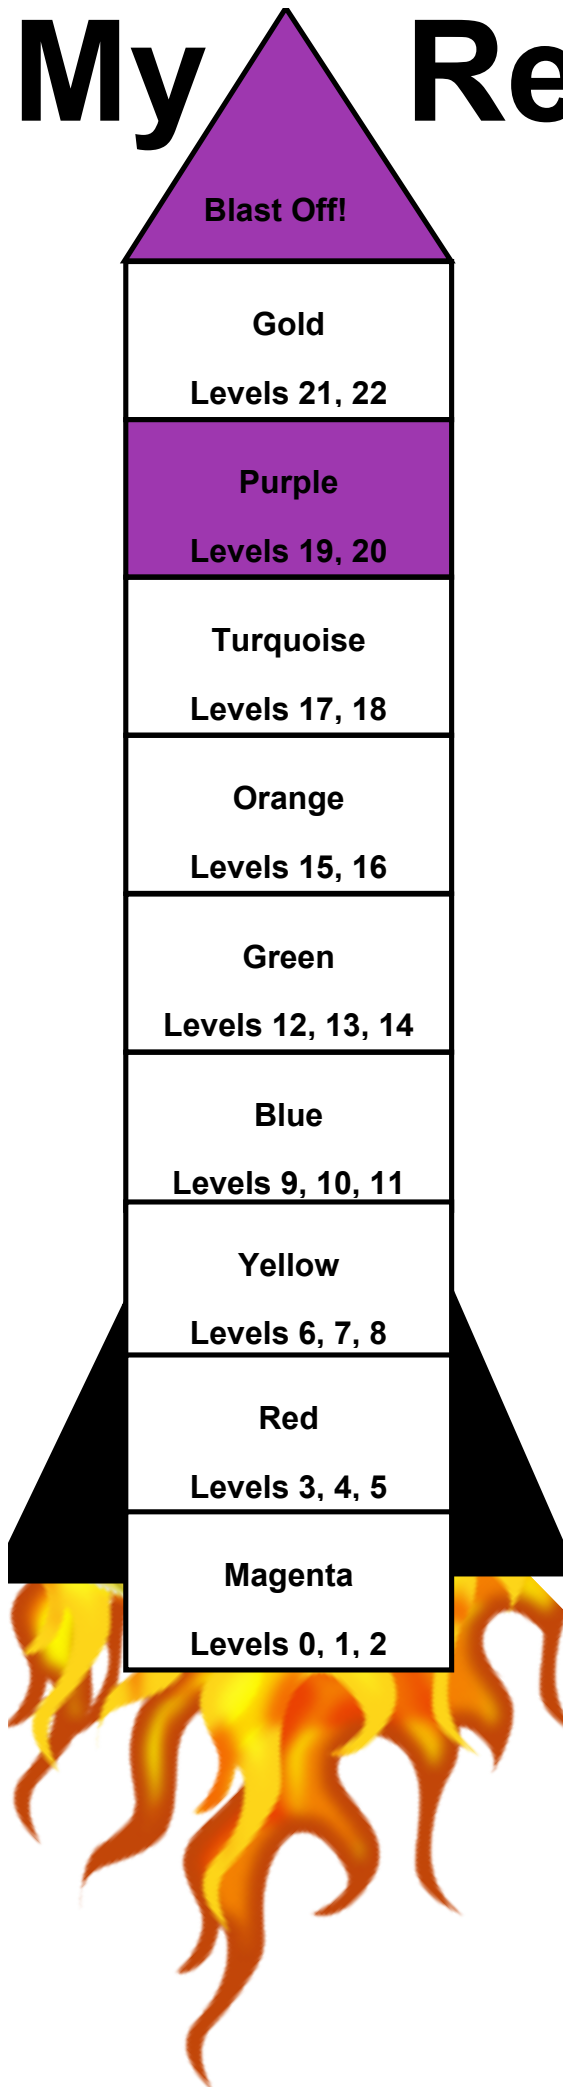 My Re
Blast Off!
Gold
Levels 21, 22
Purple
Levels 19, 20
Turquoise
Levels 17, 18
Orange
Levels 15, 16
Green
Levels 12, 13, 14
Blue
Levels 9, 10, 11
Yellow
Levels 6, 7, 8
Red
Levels 3, 4, 5
Magenta
Levels 0, 1, 2